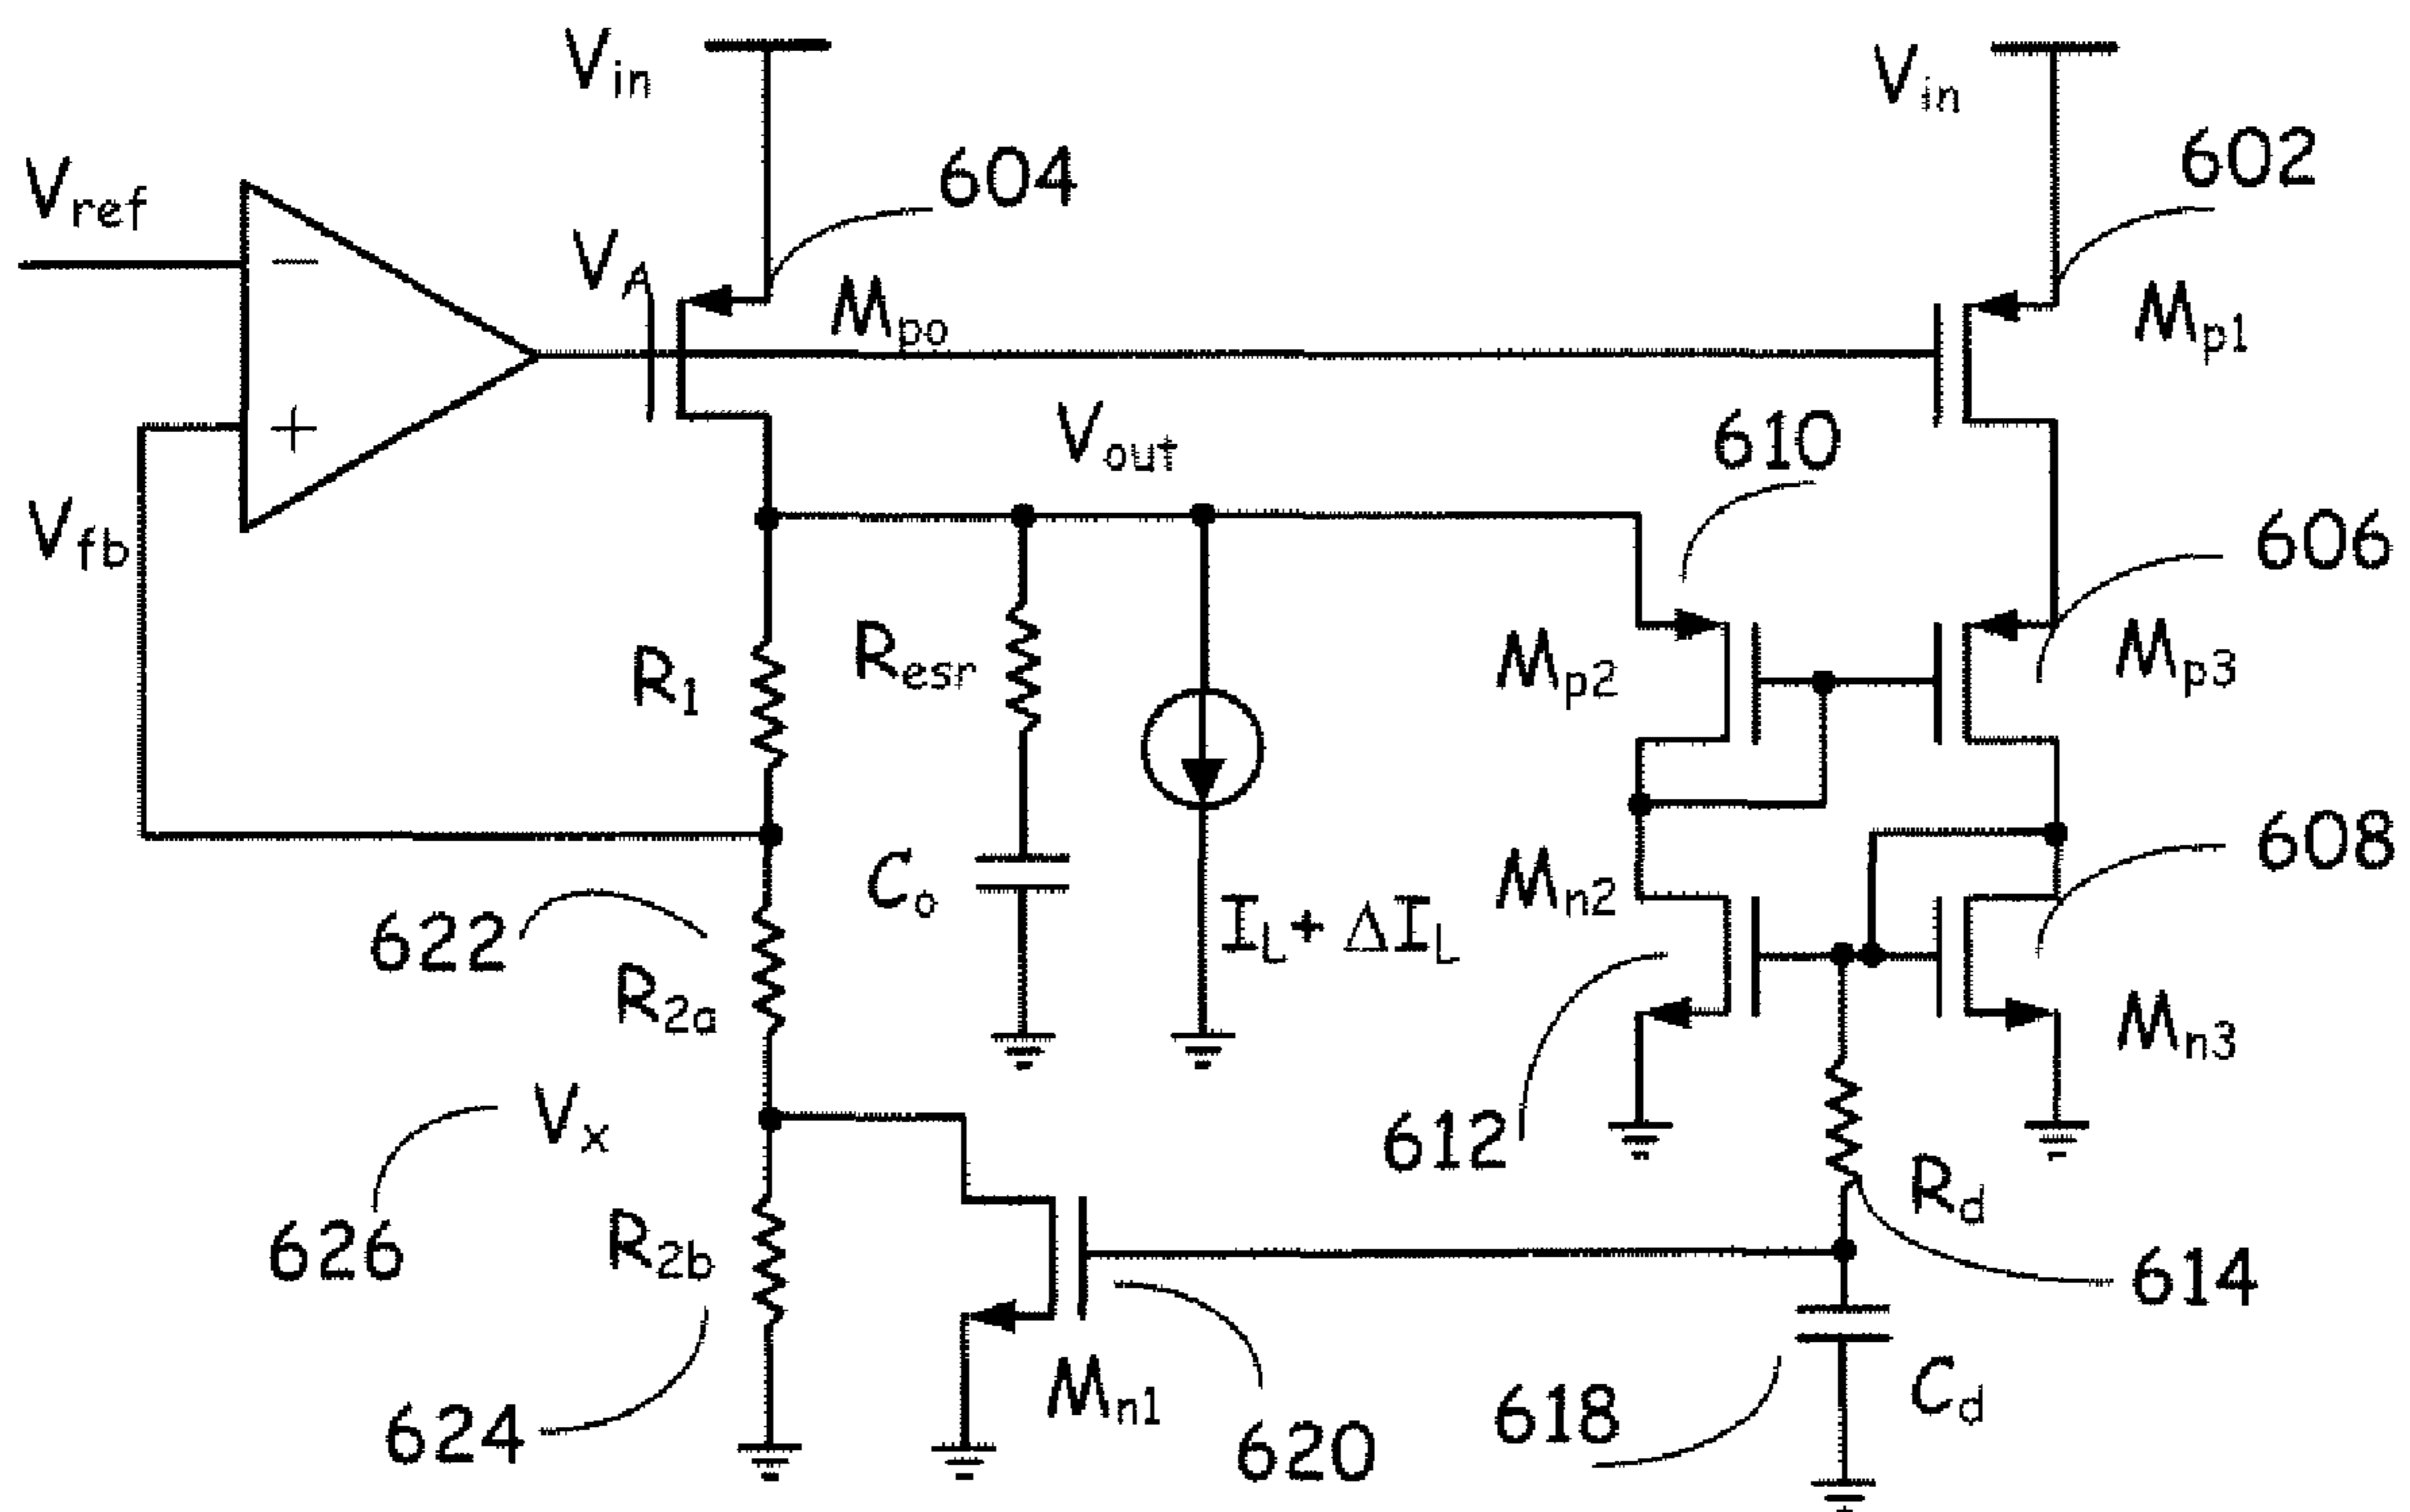 Vin
Vin
604
602
Vref
−
VA
Mpo
Mp1
+
Vout
610
Vfb
606
R1
Resr
Mp2
Mp3
608
Co
Mn2
622
IL + ΔIL
R2a
Mn3
612
Vx
Rd
626
R2b
614
Mn1
618
Cd
624
620